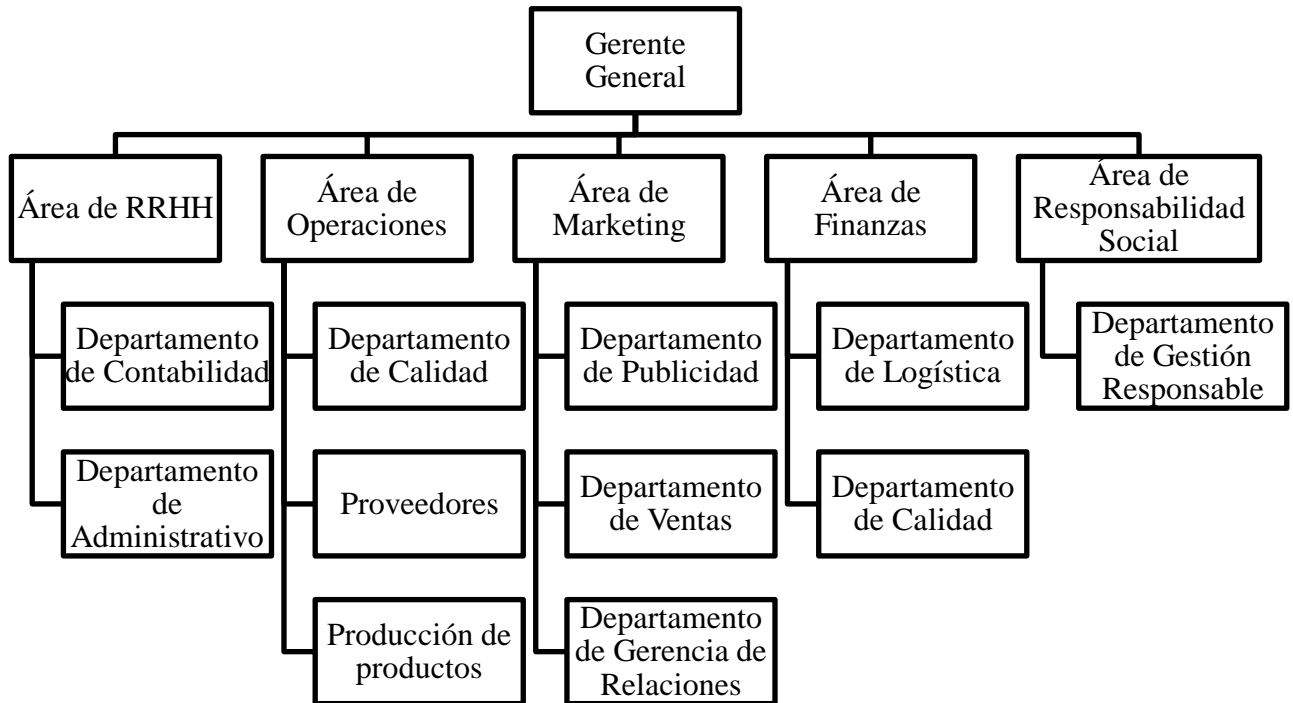 Gerente
General
Área de RRHH
Área de
Operaciones
Área de
Marketing
Área de
Finanzas
Área de
Responsabilidad
Social
Departamento
de Contabilidad
Departamento
de
Administrativo
Departamento
de Calidad
Proveedores
Producción de
productos
Departamento
de Publicidad
Departamento
de Ventas
Departamento
de Gerencia de
Relaciones
Departamento
de Logística
Departamento
de Calidad
Departamento
de Gestión
Responsable